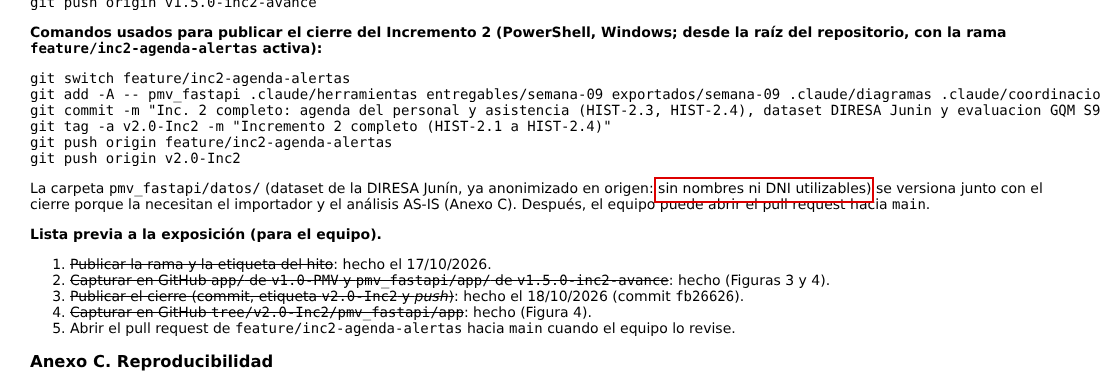 git push origin v1.5.0-inc2-avance
Comandos usados para publicar el cierre del Incremento 2 (PowerShell, Windows; desde la raíz del repositorio, con la rama
feature/inc2-agenda-alertas activa):
git switch feature/inc2-agenda-alertas
git add -A -- pmv_fastapi .claude/herramientas entregables/semana-09 exportados/semana-09 .claude/diagramas .claude/coordinacio
git commit -m "Inc. 2 completo: agenda del personal y asistencia (HIST-2.3, HIST-2.4), dataset DIRESA Junin y evaluacion GQM S9
git tag -a v2.0-Inc2 -m "Incremento 2 completo (HIST-2.1 a HIST-2.4)"
git push origin feature/inc2-agenda-alertas
git push origin v2.0-Inc2
La carpeta pmv_fastapi/datos/ (dataset de la DIRESA Junín, ya anonimizado en origen: sin nombres ni DNI utilizables) se versiona junto con el
cierre porque la necesitan el importador y el análisis AS-IS (Anexo C). Después, el equipo puede abrir el pull request hacia main.
Lista previa a la exposición (para el equipo).
1. Publicar la rama y la etiqueta del hito: hecho el 17/10/2026.
2. Capturar en GitHub app/ de v1.0-PMV y pmv_fastapi/app/ de v1.5.0-inc2-avance: hecho (Figuras 3 y 4).
3. Publicar el cierre (commit, etiqueta v2.0-Inc2 y push): hecho el 18/10/2026 (commit fb26626).
4. Capturar en GitHub tree/v2.0-Inc2/pmv_fastapi/app: hecho (Figura 4).
5. Abrir el pull request de feature/inc2-agenda-alertas hacia main cuando el equipo lo revise.
Anexo C. Reproducibilidad